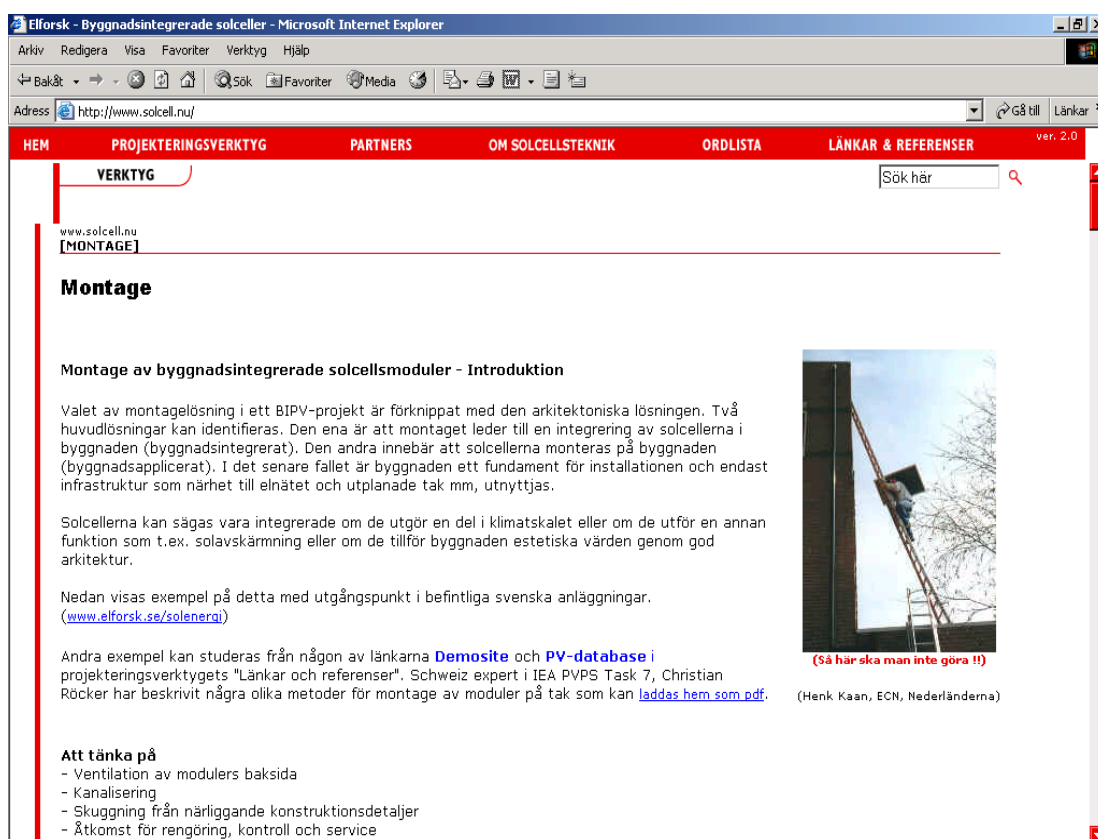 Elforsk - Byggnadsintegrerade solceller - Microsoft Internet Explorer
Arkiv Redigera Visa Favoriter Verktyg Hjälp
Bakåt Sök Favoriter Media
Adress http://www.solcell.nu/ Gå till Länkar
HEM PROJEKTERINGSVERKTYG PARTNERS OM SOLCELLSTEKNIK ORDLISTA LÄNKAR & REFERENSER ver. 2.0
VERKTYG Sök här
www.solcell.nu
[MONTAGE]
Montage
Montage av byggnadsintegrerade solcellsmoduler - Introduktion
Valet av montagelösning i ett BIPV-projekt är förknippat med den arkitektoniska lösningen. Två
huvudlösningar kan identifieras. Den ena är att montaget leder till en integrering av solcellerna i
byggnaden (byggnadsintegrerat). Den andra innebär att solcellerna monteras på byggnaden
(byggnadsapplicerat). I det senare fallet är byggnaden ett fundament för installationen och endast
infrastruktur som närhet till elnätet och utplanade tak mm, utnyttjas.
Solcellerna kan sägas vara integrerade om de utgör en del i klimatskalet eller om de utför en annan
funktion som t.ex. solavskärmning eller om de tillför byggnaden estetiska värden genom god
arkitektur.
Nedan visas exempel på detta med utgångspunkt i befintliga svenska anläggningar.
(www.elforsk.se/solenergi)
Andra exempel kan studeras från någon av länkarna Demosite och PV-database i
projekteringsverktygets "Länkar och referenser". Schweiz expert i IEA PVPS Task 7, Christian
Röcker har beskrivit några olika metoder för montage av moduler på tak som kan laddas hem som pdf.
(Så här ska man inte göra !!)
(Henk Kaan, ECN, Nederländerna)
Att tänka på
- Ventilation av modulers baksida
- Kanalisering
- Skuggning från närliggande konstruktionsdetaljer
- Åtkomst för rengöring, kontroll och service